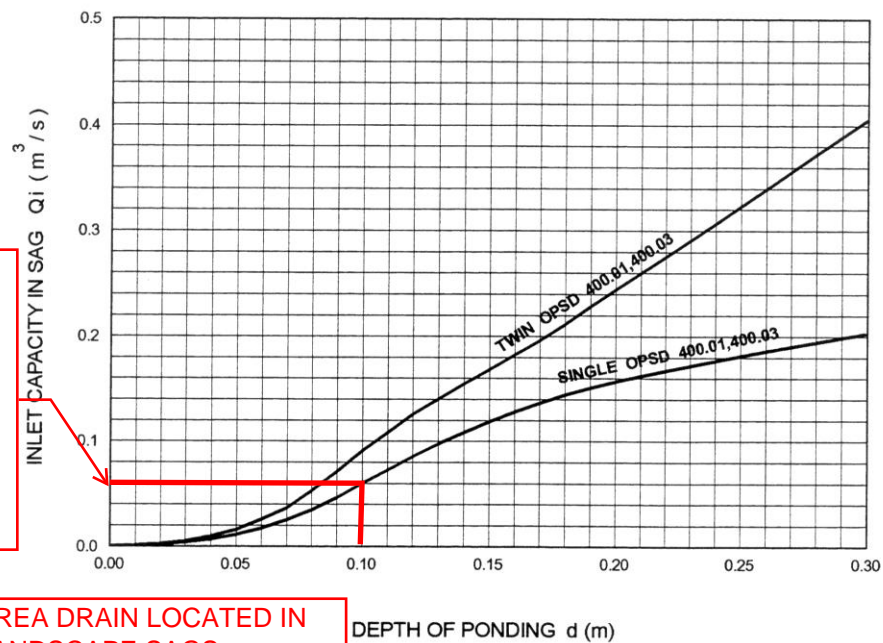 0.5
0.4
0.3
0.2
0.1
0.0
INLET CAPACITY IN SAG Qi (m³/s)
TWIN OPSD 400.01,400.03
SINGLE OPSD 400.01,400.03
0.00 0.05 0.10 0.15 0.20 0.25 0.30
DEPTH OF PONDING d (m)
REA DRAIN LOCATED IN